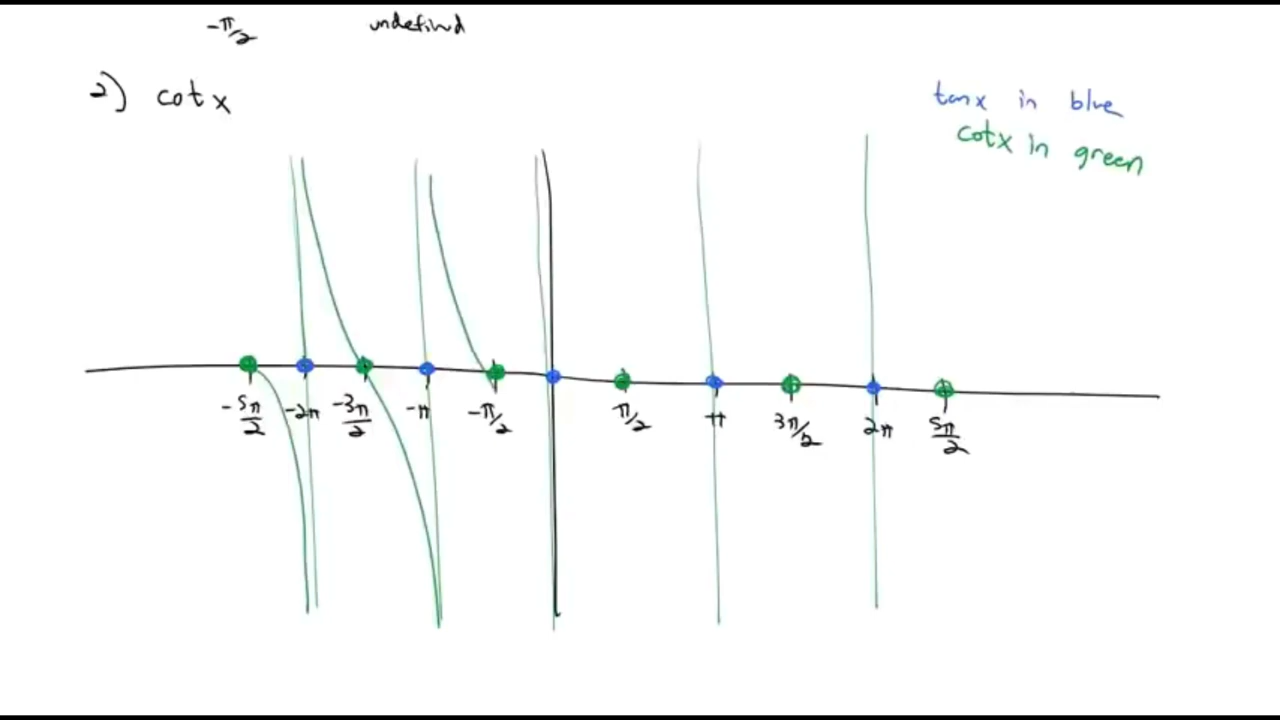 -π/2 undefind
2) cot x
tan x in blue
cot x in green
-5π/2 -2π -3π/2 -π -π/2 π/2 π 3π/2 2π 5π/2